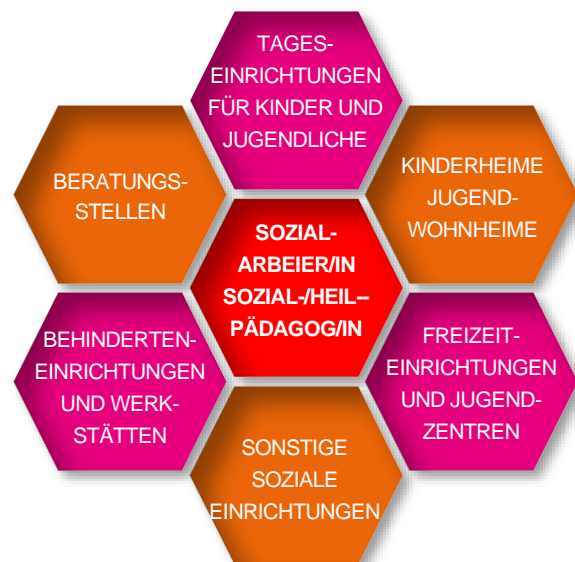 TAGES-
EINRICHTUNGEN
FÜR KINDER UND
JUGENDLICHE
BERATUNGS-
STELLEN
KINDERHEIME
JUGEND-
WOHNHEIME
SOZIAL-
ARBEIER/IN
SOZIAL-/HEIL–
PÄDAGOG/IN
BEHINDERTEN-
EINRICHTUNGEN
UND WERK-
STÄTTEN
FREIZEIT-
EINRICHTUNGEN
UND JUGEND-
ZENTREN
SONSTIGE
SOZIALE
EINRICHTUNGEN